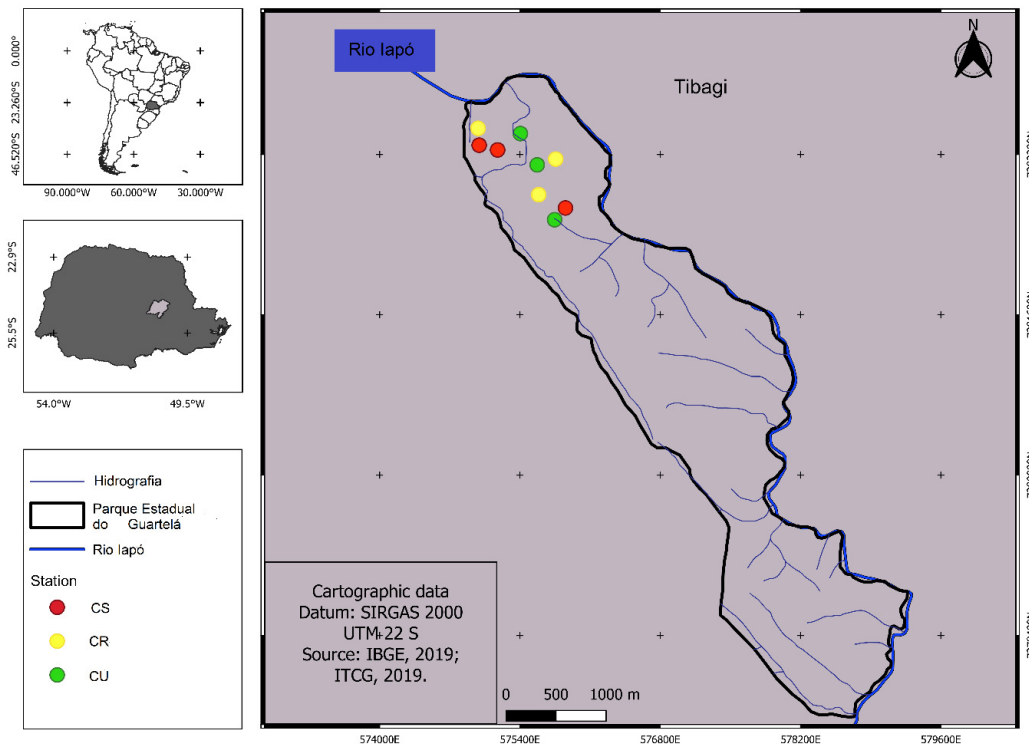 0.000°
23.260°S
46.520°S
90.000°W
60.000°W
30.000°W
22.9°S
25.5°S
54.0°W
49.5°W
Hidrografia
Parque Estadual
do Guartelá
Rio Iapó
Station
CS
CR
CU
Rio Iapó
Tibagi
N
Cartographic data
Datum: SIRGAS 2000
UTM 22 S
Source: IBGE, 2019;
ITCG, 2019.
0 500 1000 m
574000E
575400E
576800E
578200E
579600E